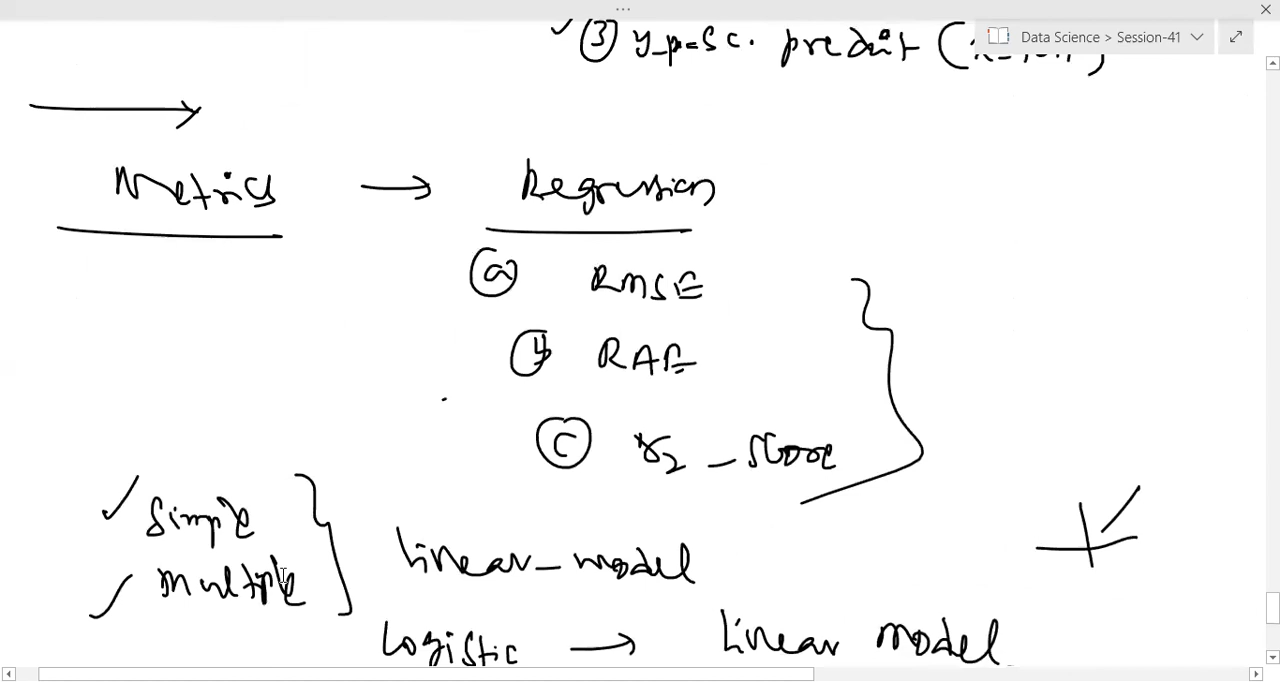 Data Science > Session-41
③ y_p = sc. predict (
Metrics → Regression
ⓐ RMSE
RAE
ⓒ r2_score
✓ Simple
✓ multiple
linear_model
Logistic → linear model